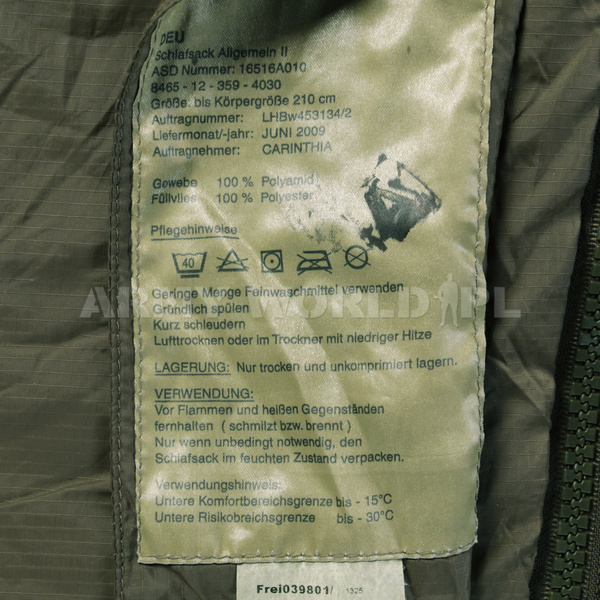 DEU
Schlafsack Allgemein II
ASD Nummer: 16516A010
8465 - 12 - 359 - 4030
Größe: bis Körpergröße 210 cm
Auftragnummer: LHBw453134/2
Liefermonat/-jahr: JUNI 2009
Auftragnehmer: CARINTHIA
Gewebe 100 % Polyamid
Füllvlies 100 % Polyester
Pflegehinweise
40
Geringe Menge Feinwaschmittel verwenden
Gründlich spülen
Kurz schleudern
ARMYWORLD.PL
Lufttrocknen oder im Trockner mit niedriger Hitze
LAGERUNG: Nur trocken und unkomprimiert lagern.
VERWENDUNG:
Vor Flammen und heißen Gegenständen
fernhalten ( schmilzt bzw. brennt )
Nur wenn unbedingt notwendig, den
Schlafsack im feuchten Zustand verpacken.
Verwendungshinweis:
Untere Komfortbereichsgrenze bis - 15°C
Untere Risikobreichsgrenze bis - 30°C
Frei039801/ 1325